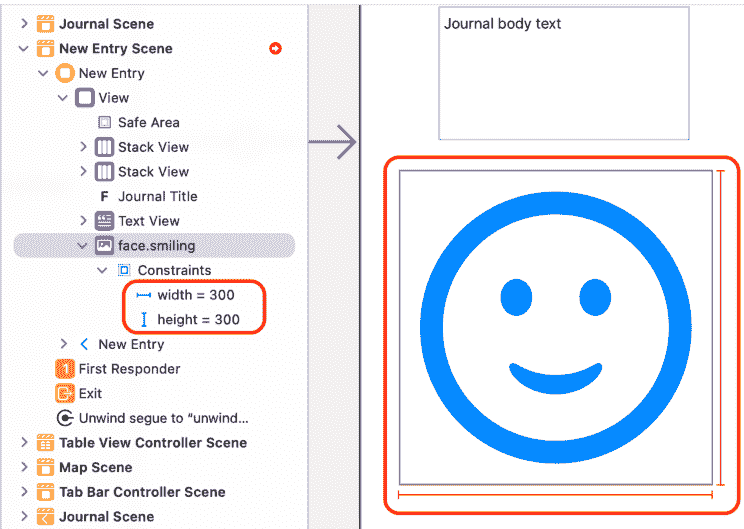 Journal Scene
New Entry Scene
New Entry
View
Safe Area
Stack View
Stack View
F Journal Title
Text View
face.smiling
Constraints
width = 300
height = 300
New Entry
1 First Responder
Exit
Unwind segue to “unwind...
Table View Controller Scene
Map Scene
Tab Bar Controller Scene
Journal Scene
Journal body text